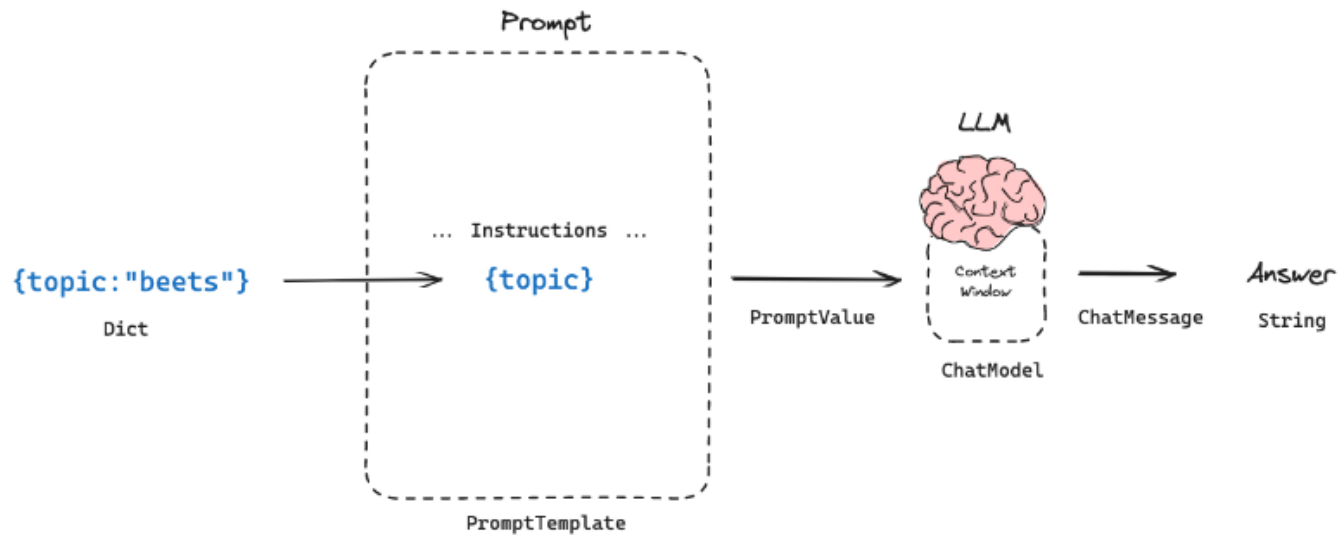 Prompt
LLM
... Instructions ...
{topic:"beets"}
{topic}
Context
Window
Answer
Dict
PromptValue
ChatMessage
String
ChatModel
PromptTemplate